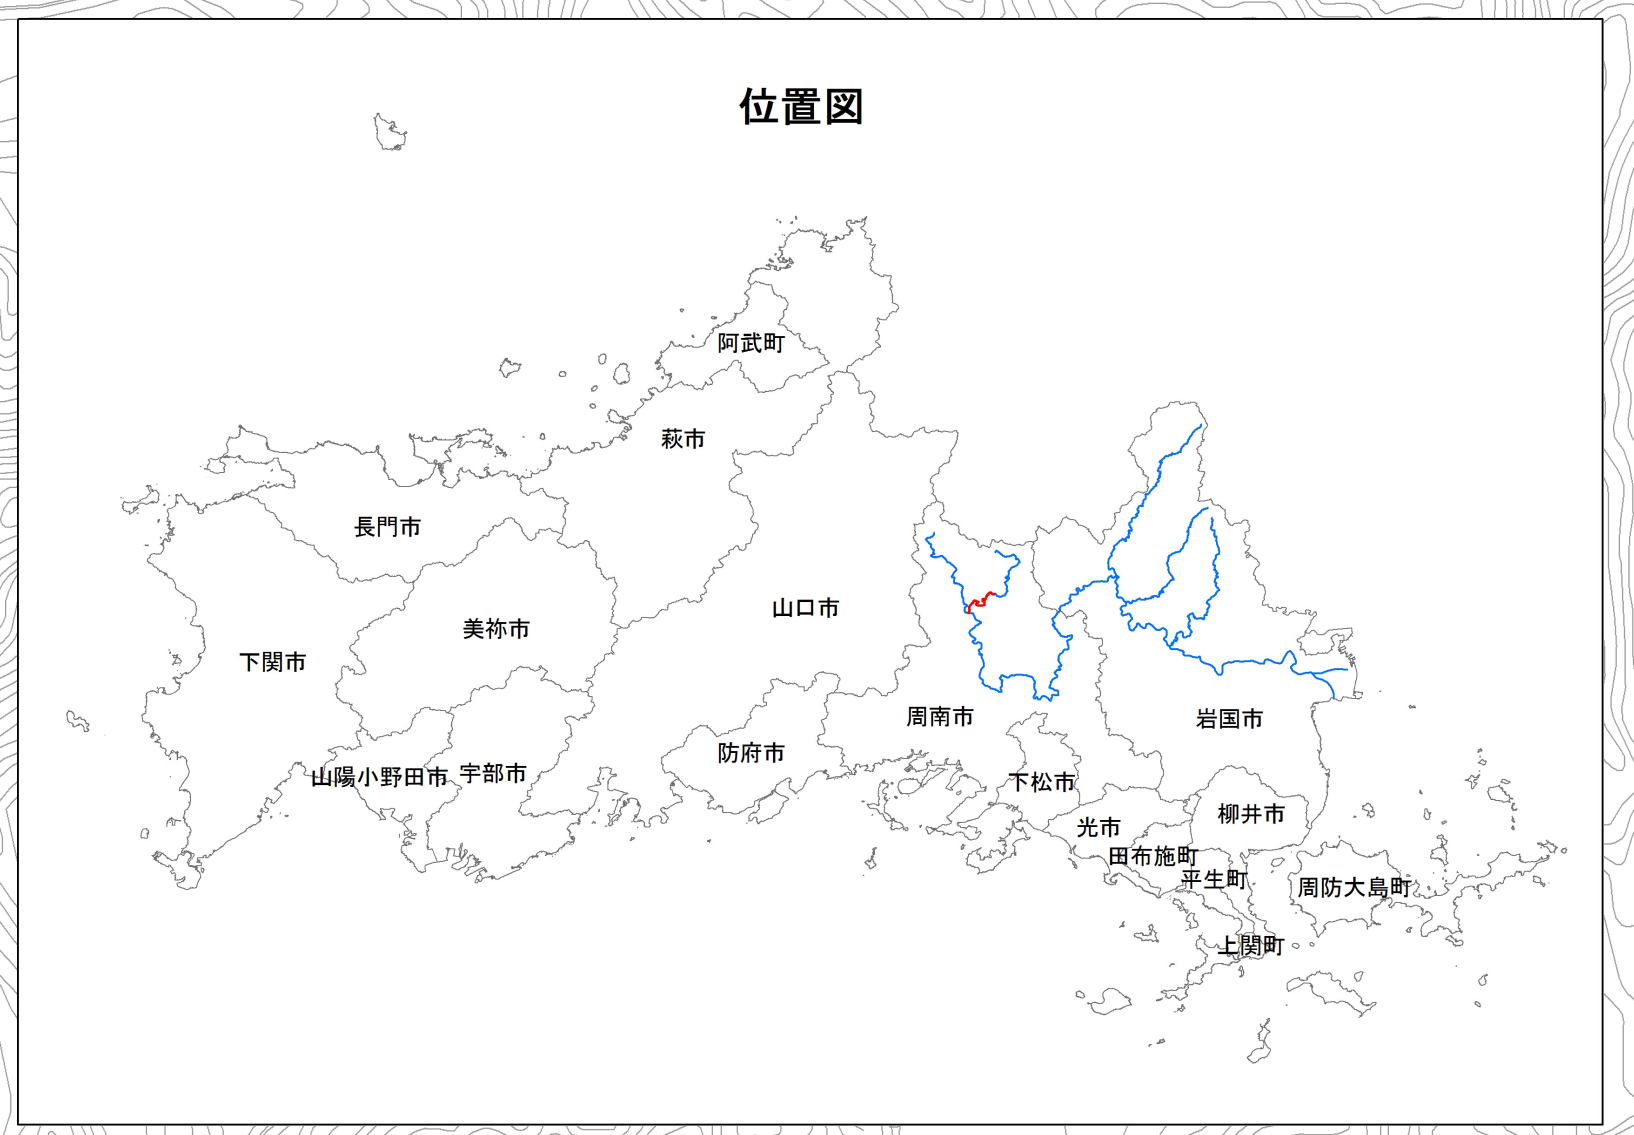 位置図
阿武町
萩市
長門市
山口市
美祢市
下関市
周南市
岩国市
防府市
山陽小野田市
宇部市
下松市
柳井市
光市
田布施町
平生町
周防大島町
上関町